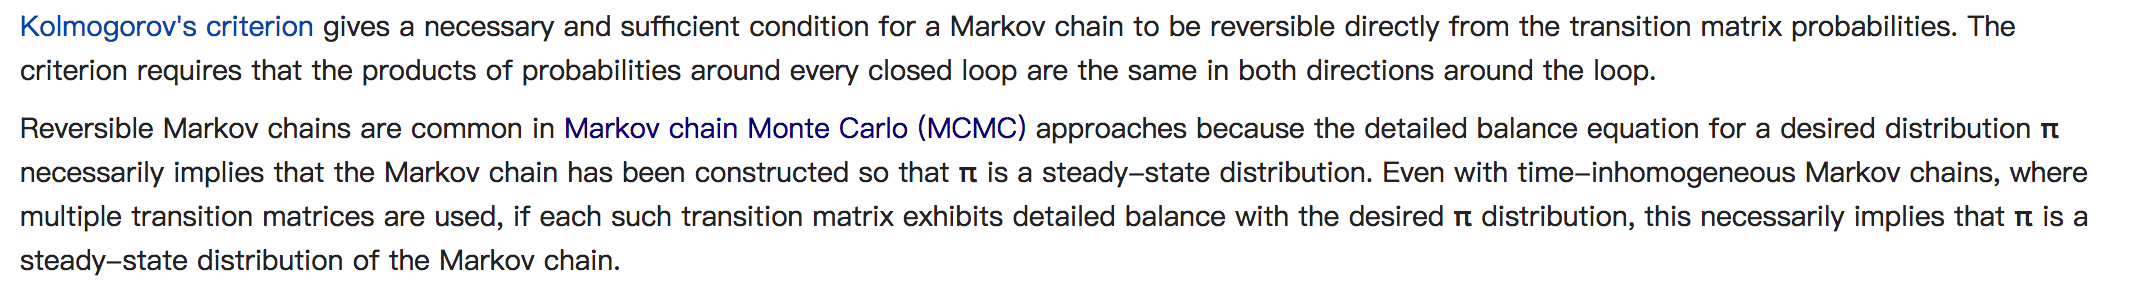 Kolmogorov's criterion gives a necessary and sufficient condition for a Markov chain to be reversible directly from the transition matrix probabilities. The
criterion requires that the products of probabilities around every closed loop are the same in both directions around the loop.
Reversible Markov chains are common in Markov chain Monte Carlo (MCMC) approaches because the detailed balance equation for a desired distribution π
necessarily implies that the Markov chain has been constructed so that π is a steady–state distribution. Even with time–inhomogeneous Markov chains, where
multiple transition matrices are used, if each such transition matrix exhibits detailed balance with the desired π distribution, this necessarily implies that π is a
steady–state distribution of the Markov chain.